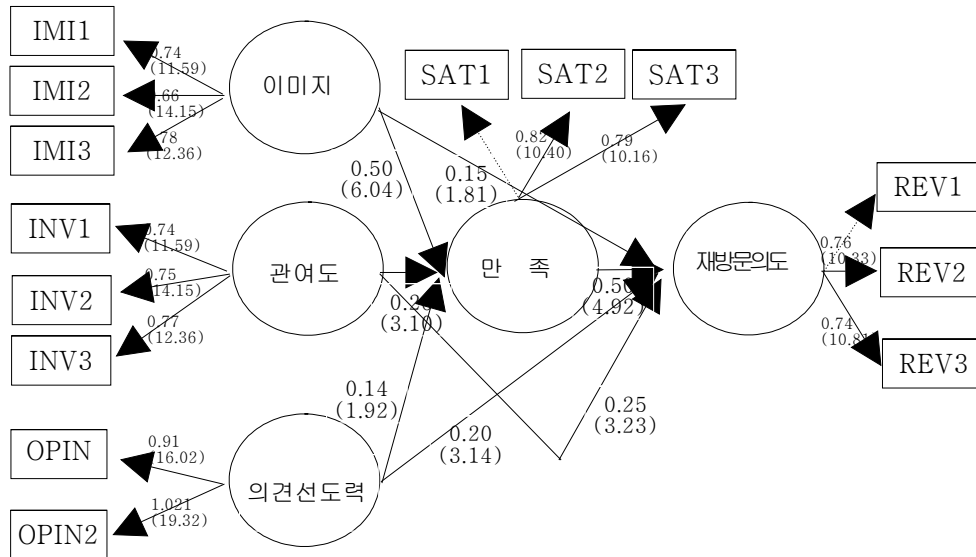 IMI1
0.74
(11.59)
IMI2
.66
(14.15)
IMI3
.78
(12.36)
이미지
SAT1
SAT2
SAT3
0.82
(10.40)
0.79
(10.16)
0.50
(6.04)
0.15
(1.81)
INV1
0.74
(11.59)
INV2
0.75
14.15)
INV3
0.77
(12.36)
관여도
만 족
재방문의도
REV1
0.76
(10.33)
REV2
0.74
(10.81
REV3
(3.10)
(4.92)
0.14
(1.92)
0.20
(3.14)
0.25
(3.23)
OPIN
0.91
16.02)
OPIN2
1.021
(19.32)
의견선도력